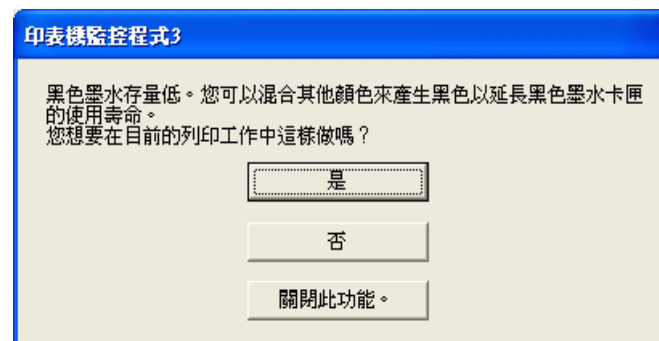 印表機監控程式3
黑色墨水存量低。您可以混合其他顏色來產生黑色以延長黑色墨水卡匣
的使用壽命。
您想要在目前的列印工作中這樣做嗎？
是
否
關閉此功能。